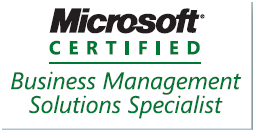 Microsoft®
CERTIFIED
Business Management
Solutions Specialist